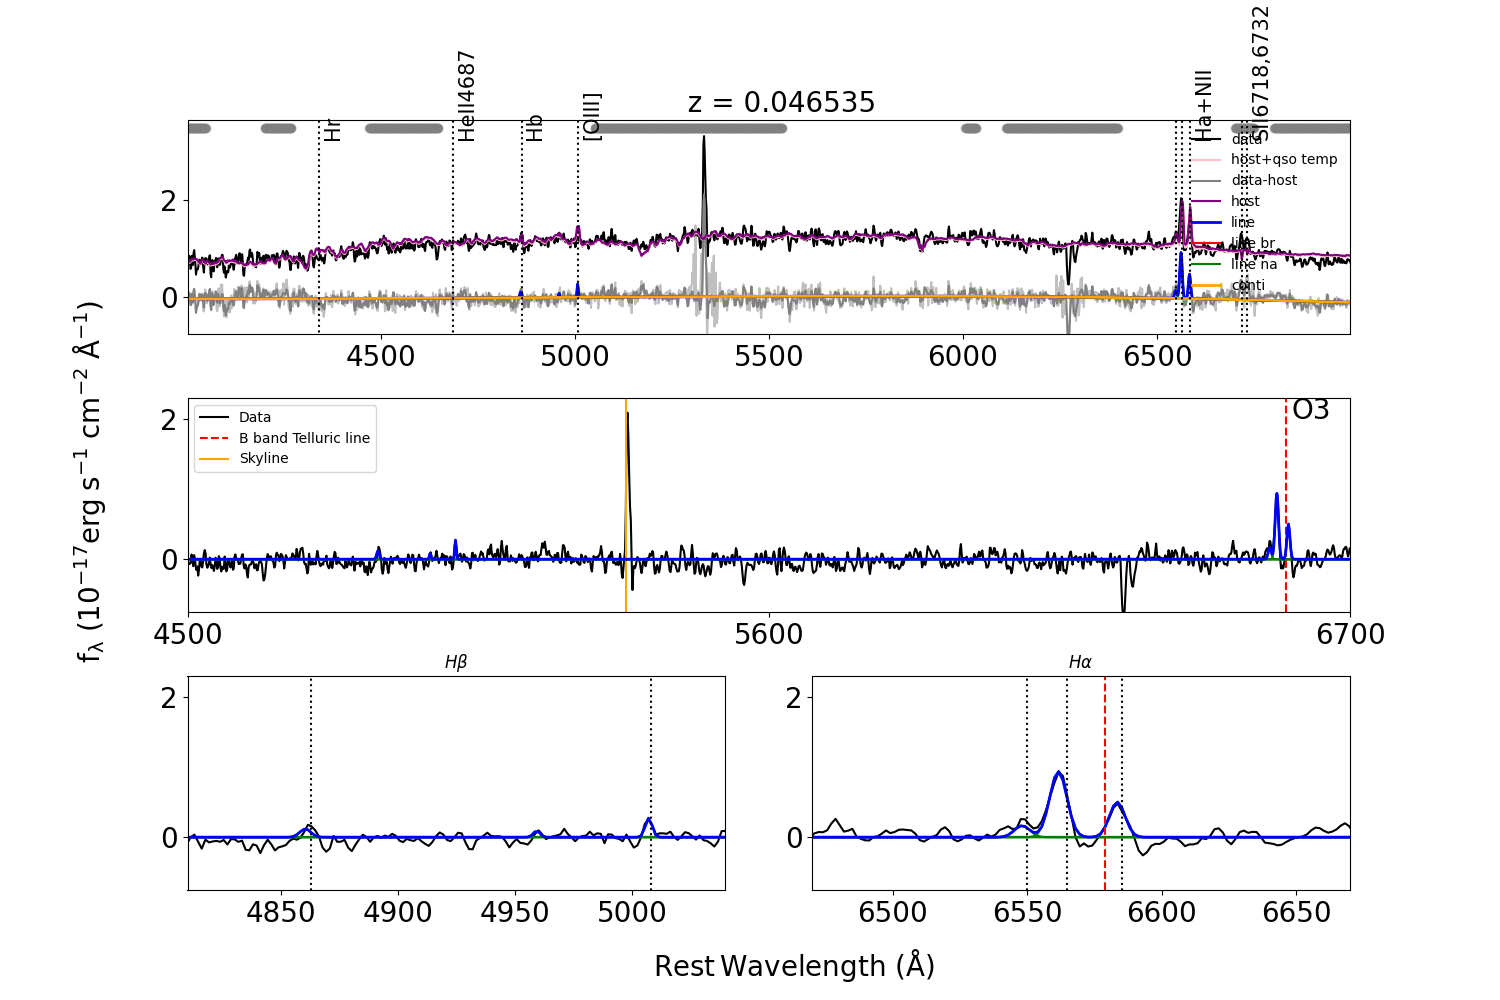 z = 0.046535
Hr
HeII4687
Hb
[OIII]
Ha+NII
SII6718,6732
data
host+qso temp
data-host
host
line
line br
line na
conti
2
0
4500 5000 5500 6000 6500
Data
B band Telluric line
Skyline
O3
2
0
4500 5600 6700
fλ (10⁻¹⁷erg s⁻¹ cm⁻² Å⁻¹)
Hβ
2
0
4850 4900 4950 5000
Hα
2
0
6500 6550 6600 6650
Rest Wavelength (Å)